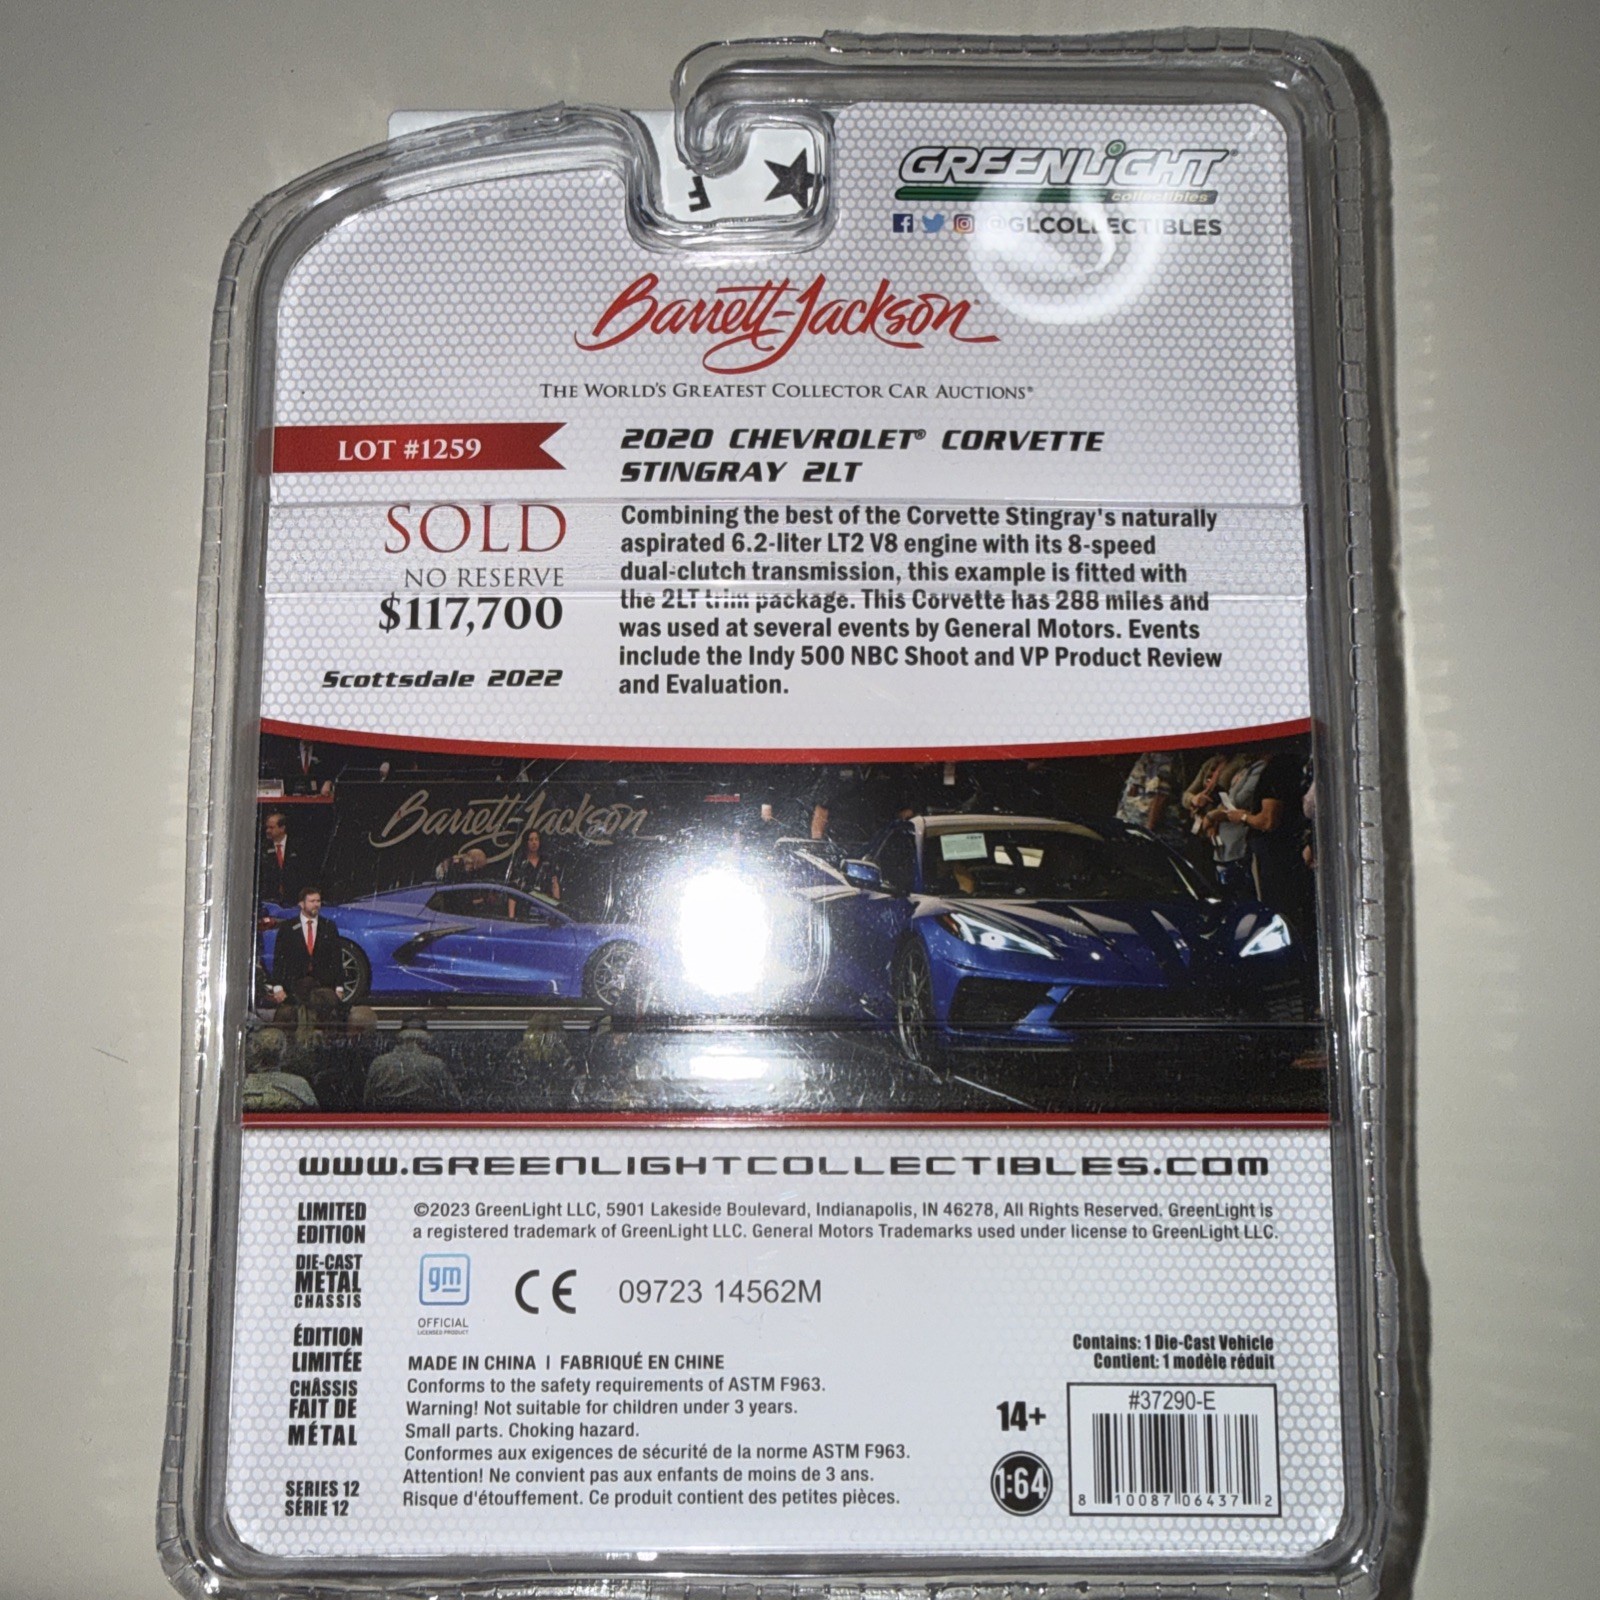 F
GREENLiGHT®
collectibles
@GLCOLLECTIBLES
Barrett-Jackson
THE WORLD'S GREATEST COLLECTOR CAR AUCTIONS®
LOT #1259
2020 CHEVROLET® CORVETTE
STINGRAY 2LT
SOLD
NO RESERVE
$117,700
Scottsdale 2022
Combining the best of the Corvette Stingray's naturally
aspirated 6.2-liter LT2 V8 engine with its 8-speed
dual-clutch transmission, this example is fitted with
the 2LT trim package. This Corvette has 288 miles and
was used at several events by General Motors. Events
include the Indy 500 NBC Shoot and VP Product Review
and Evaluation.
Barrett-Jackson
www.GREENLIGHTCOLLECTIBLES.com
LIMITED
EDITION
DIE-CAST
METAL
CHASSIS
ÉDITION
LIMITÉE
CHÂSSIS
FAIT DE
MÉTAL
SERIES 12
SÉRIE 12
©2023 GreenLight LLC, 5901 Lakeside Boulevard, Indianapolis, IN 46278, All Rights Reserved. GreenLight is
a registered trademark of GreenLight LLC. General Motors Trademarks used under license to GreenLight LLC.
gm
OFFICIAL
LICENSED PRODUCT
CE
09723 14562M
MADE IN CHINA | FABRIQUÉ EN CHINE
Conforms to the safety requirements of ASTM F963.
Warning! Not suitable for children under 3 years.
Small parts. Choking hazard.
Conformes aux exigences de sécurité de la norme ASTM F963.
Attention! Ne convient pas aux enfants de moins de 3 ans.
Risque d'étouffement. Ce produit contient des petites pièces.
Contains: 1 Die-Cast Vehicle
Contient: 1 modèle réduit
14+
1:64
#37290-E
8 10087 06437 2